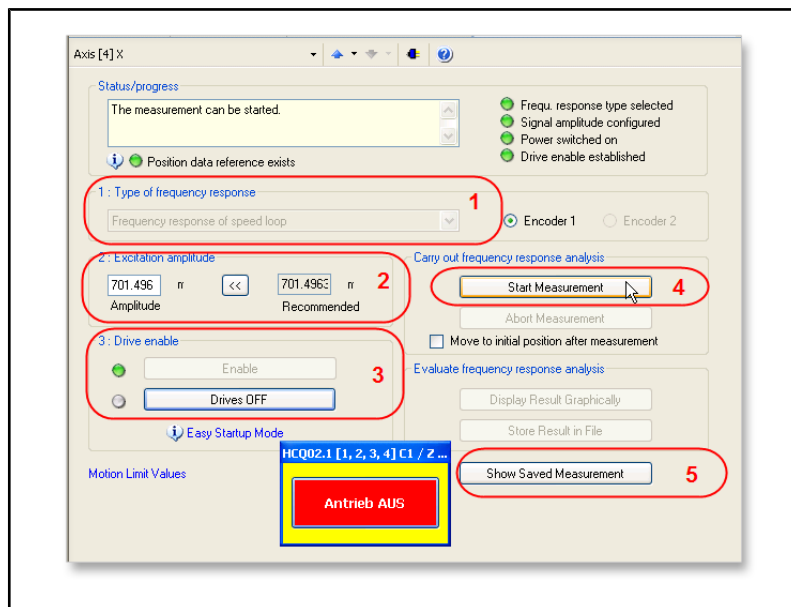 Axis [4] X
Status/progress
The measurement can be started.
Frequ. response type selected
Signal amplitude configured
Power switched on
Drive enable established
Position data reference exists
1 : Type of frequency response
1
Frequency response of speed loop
Encoder 1
Encoder 2
2 : Excitation amplitude
701.496
<<
701.4963
2
Amplitude
Recommended
Carry out frequency response analysis
Start Measurement
4
Abort Measurement
Move to initial position after measurement
3 : Drive enable
Enable
3
Drives OFF
Easy Startup Mode
Evaluate frequency response analysis
Display Result Graphically
Store Result in File
Motion Limit Values
HCQ02.1 [1, 2, 3, 4] C1 / Z ...
Antrieb AUS
Show Saved Measurement
5